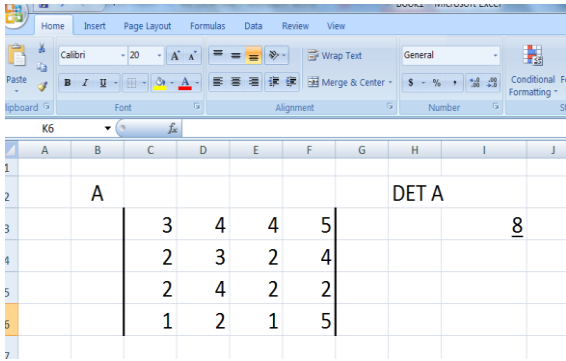 Home Insert Page Layout Formulas Data Review View
Calibri 20 A A Wrap Text General
Paste B I U A Merge & Center $ % , Conditional
Formatting
Font Alignment Number
K6 fx
A B C D E F G H I J
1
2 A DET A
3 3 4 4 5 8
4 2 3 2 4
5 2 4 2 2
6 1 2 1 5
7